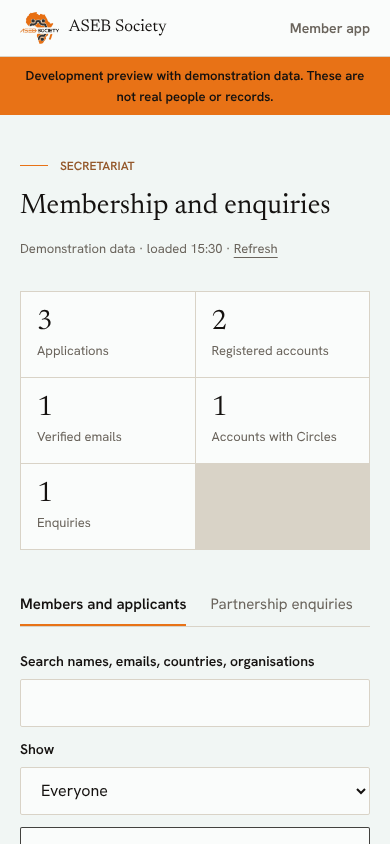 ASEB SOCIETY
ASEB Society
Member app
Development preview with demonstration data. These are
not real people or records.
SECRETARIAT
Membership and enquiries
Demonstration data · loaded 15:30 · Refresh
3
Applications
2
Registered accounts
1
Verified emails
1
Accounts with Circles
1
Enquiries
Members and applicants
Partnership enquiries
Search names, emails, countries, organisations
Show
Everyone